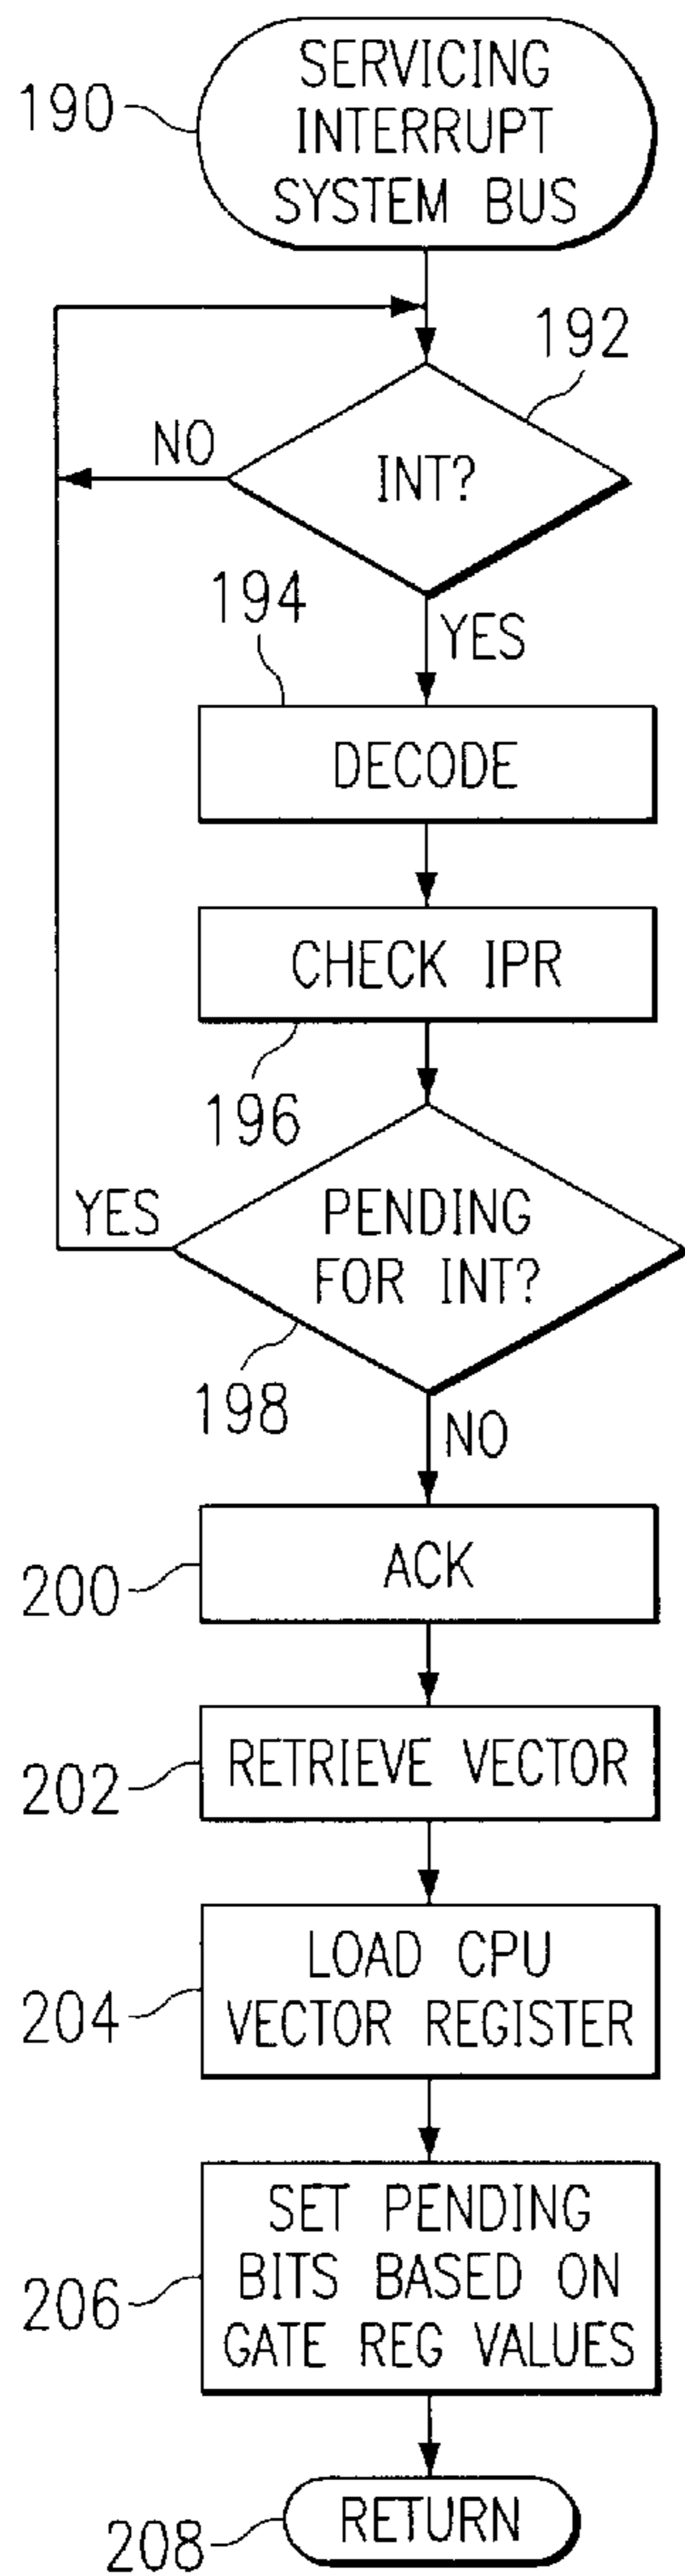 190
SERVICING
INTERRUPT
SYSTEM BUS
192
INT?
NO
YES
194
DECODE
CHECK IPR
196
PENDING
FOR INT?
YES
198
NO
200
ACK
202
RETRIEVE VECTOR
204
LOAD CPU
VECTOR REGISTER
206
SET PENDING
BITS BASED ON
GATE REG VALUES
208
RETURN